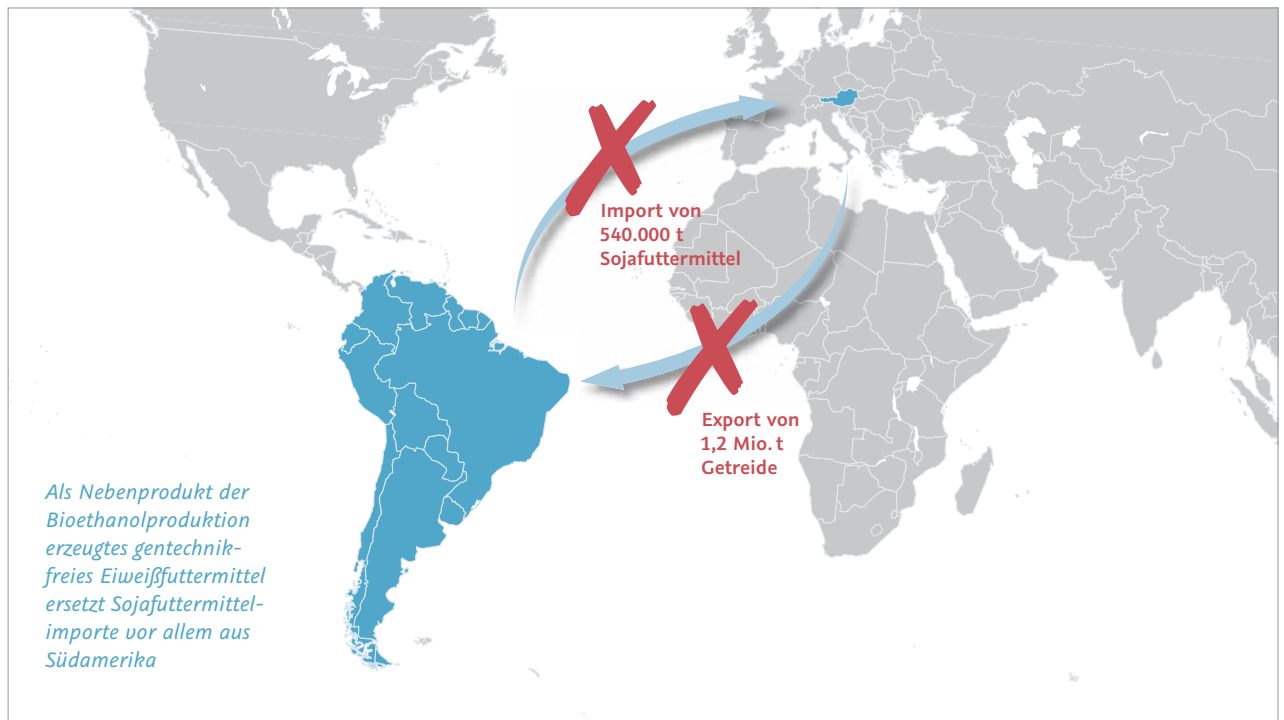 Import von
540.000 t
Sojafuttermittel
Export von
1,2 Mio. t
Getreide
Als Nebenprodukt der
Bioethanolproduktion
erzeugtes gentechnik-
freies Eiweißfuttermittel
ersetzt Sojafuttermittel-
importe vor allem aus
Südamerika